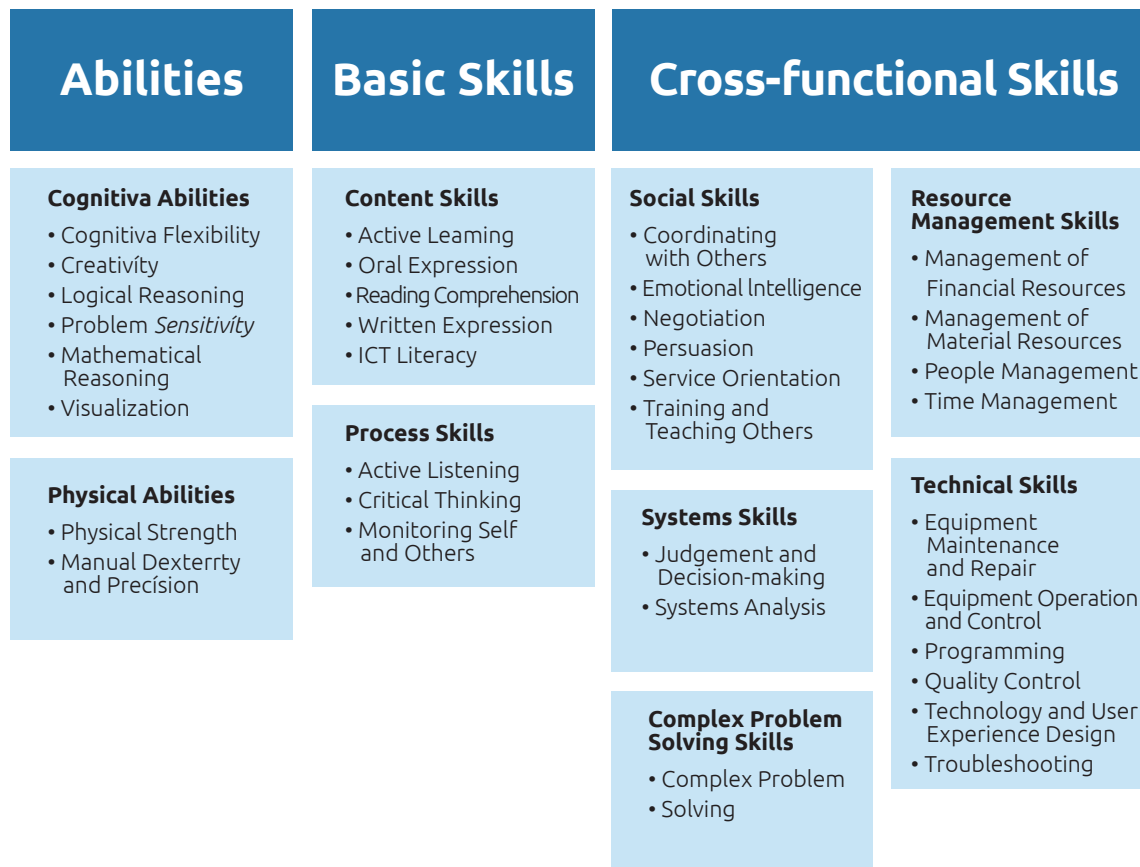 Abilities
Cognitiva Abilities
• Cognitiva Flexibility
• Creativíty
• Logical Reasoning
• Problem Sensitivíty
• Mathematical
Reasoning
• Visualization
Physical Abilities
• Physical Strength
• Manual Dexterrty
and Precísion
Basic Skills
Content Skills
• Active Leaming
• Oral Expression
• Reading Comprehension
• Written Expression
• ICT Literacy
Process Skills
• Active Listening
• Critical Thinking
• Monitoring Self
and Others
Cross-functional Skills
Social Skills
• Coordinating
with Others
• Emotional lntelligence
• Negotiation
• Persuasion
• Service Orientation
• Training and
Teaching Others
Systems Skills
• Judgement and
Decision-making
• Systems Analysis
Complex Problem
Solving Skills
• Complex Problem
• Solving
Resource
Management Skills
• Management of
Financial Resources
• Management of
Material Resources
• People Management
• Time Management
Technical Skills
• Equipment
Maintenance
and Repair
• Equipment Operation
and Control
• Programming
• Quality Control
• Technology and User
Experience Design
• Troubleshooting